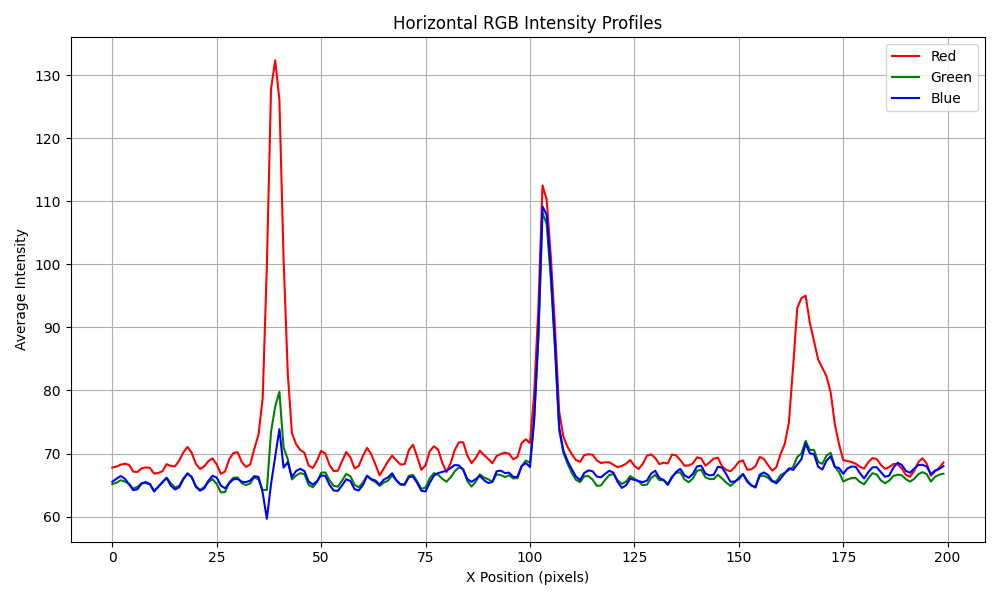 Horizontal RGB Intensity Profiles
Red
Green
Blue
Average Intensity
130
120
110
100
90
80
70
60
0 25 50 75 100 125 150 175 200
X Position (pixels)